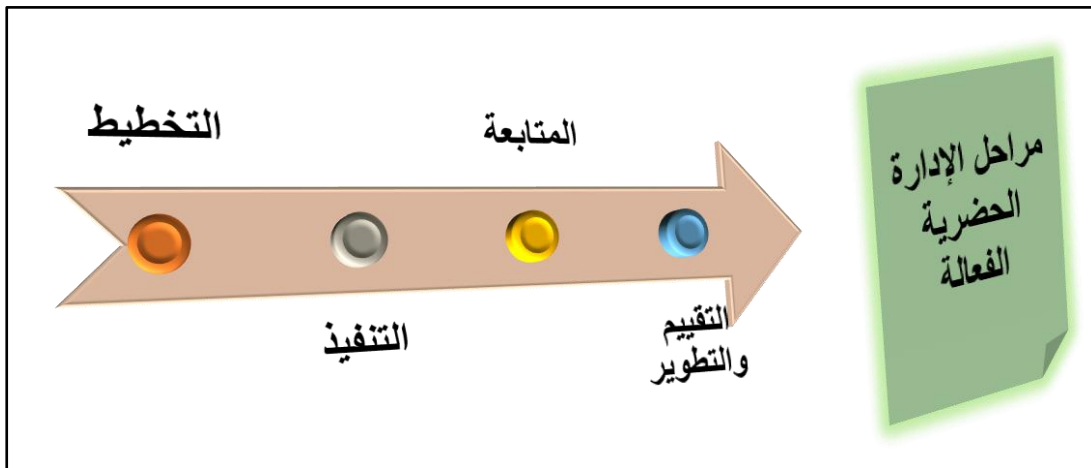 التخطيط
التنفيذ
المتابعة
التقييم
والتطوير
مراحل الإدارة
الحضرية
الفعالة